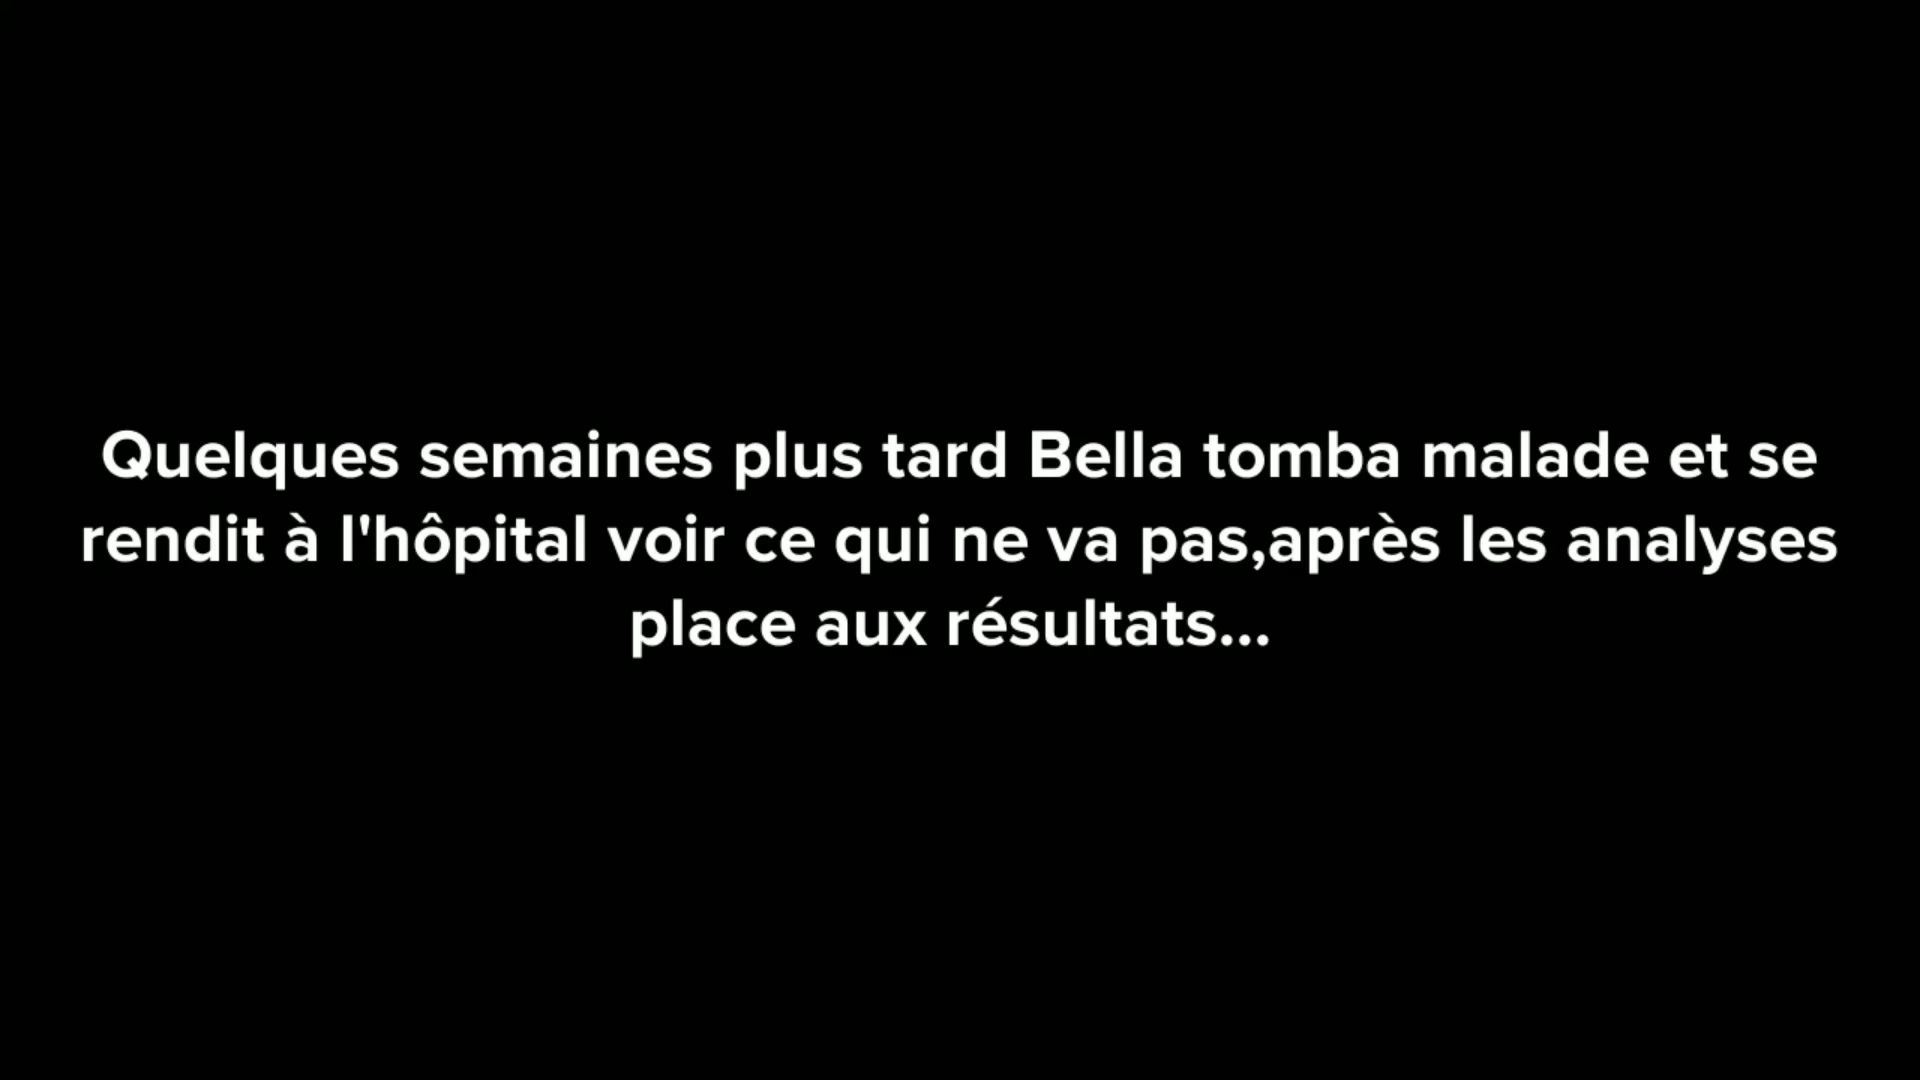 Quelques semaines plus tard Bella tomba malade et se
rendit à l'hôpital voir ce qui ne va pas,après les analyses
place aux résultats...